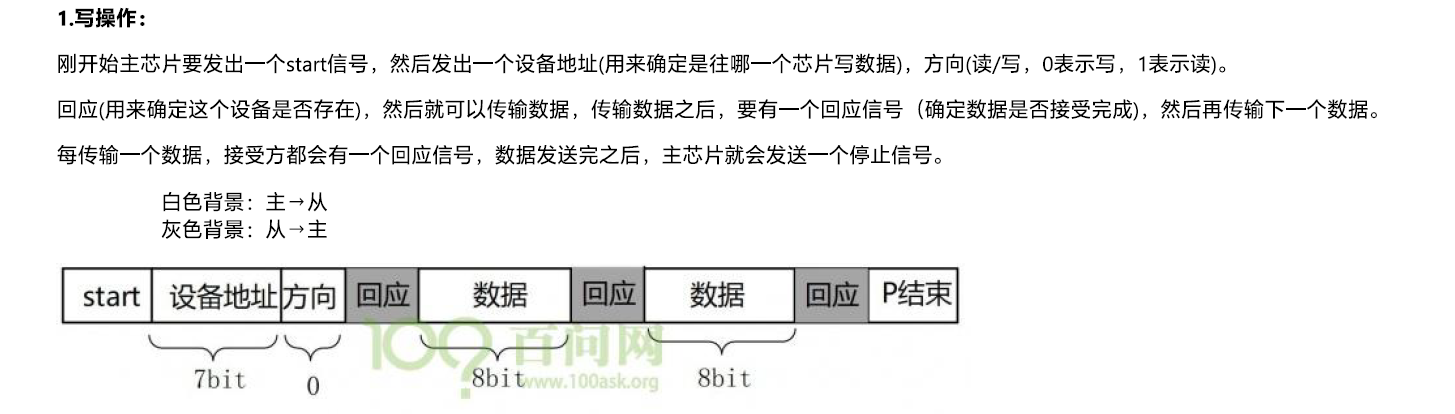 1.写操作：
刚开始主芯片要发出一个start信号，然后发出一个设备地址(用来确定是往哪一个芯片写数据)，方向(读/写，0表示写，1表示读)。
回应(用来确定这个设备是否存在)，然后就可以传输数据，传输数据之后，要有一个回应信号（确定数据是否接受完成)，然后再传输下一个数据。
每传输一个数据，接受方都会有一个回应信号，数据发送完之后，主芯片就会发送一个停止信号。
白色背景：主→从
灰色背景：从→主
start 设备地址 方向 回应 数据 回应 数据 回应 P结束
7bit 0 8bit 8bit
100? 百问网
www.100ask.org